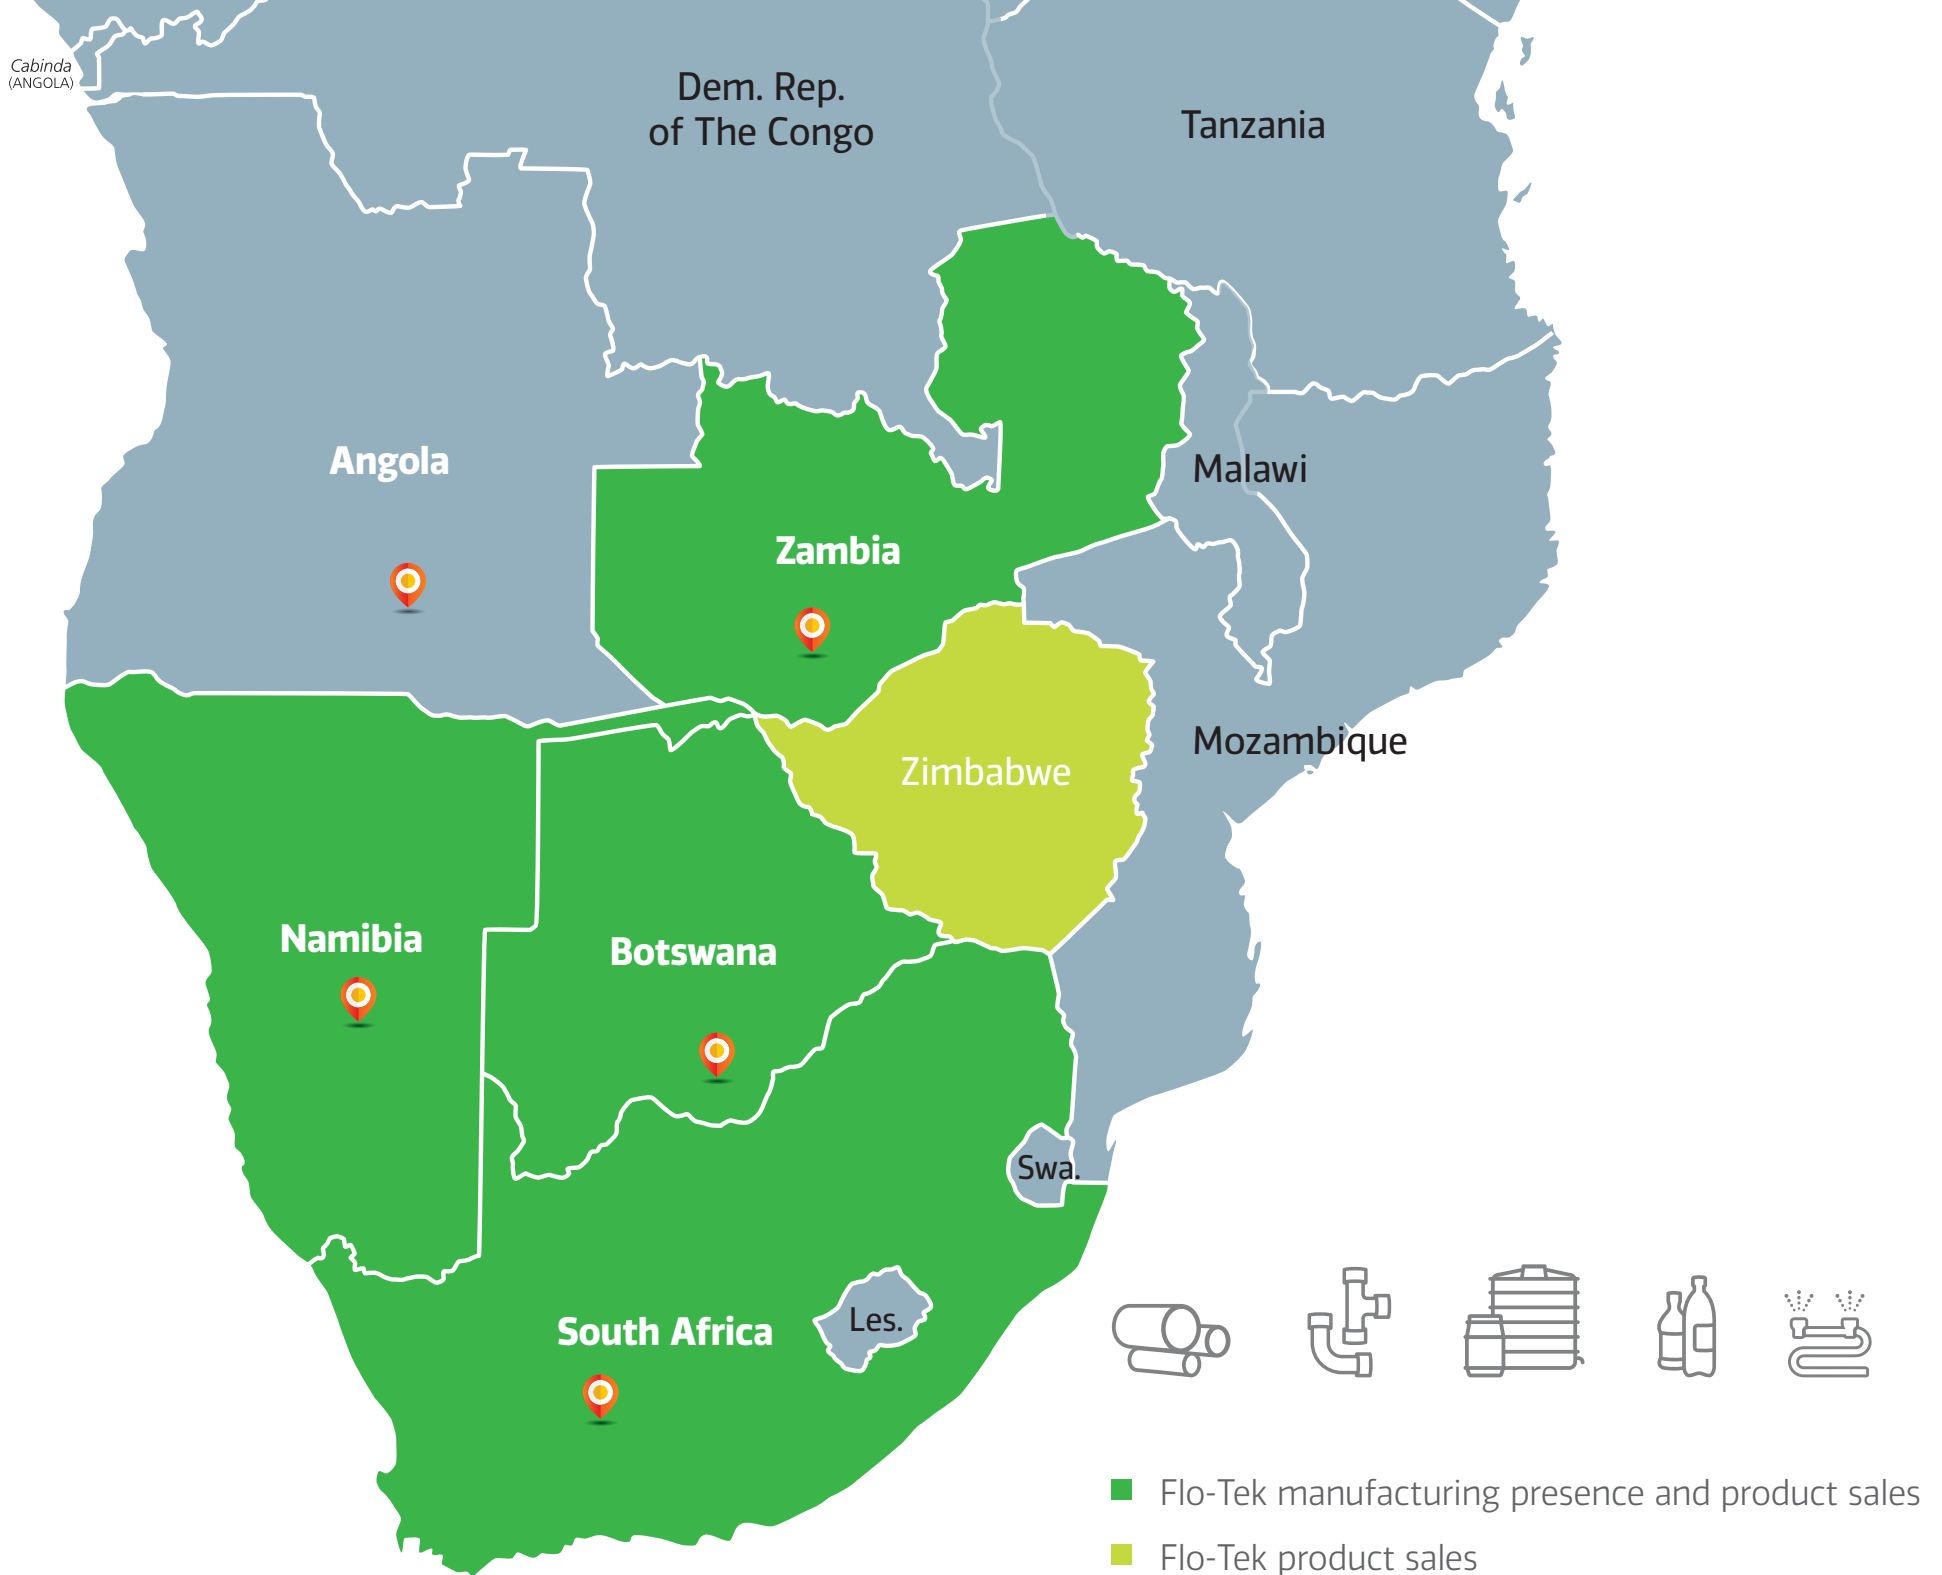 Cabinda
(ANGOLA)
Dem. Rep.
of The Congo
Tanzania
Angola
Malawi
Zambia
Mozambique
Zimbabwe
Namibia
Botswana
Swa.
Les.
South Africa
Flo-Tek manufacturing presence and product sales
Flo-Tek product sales